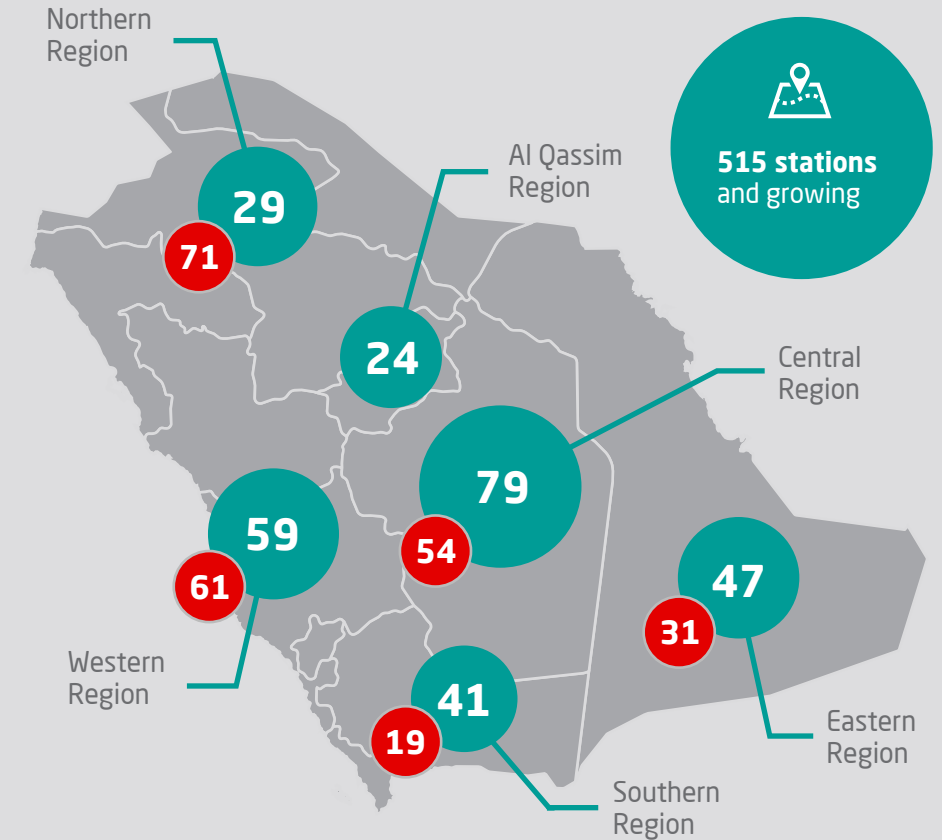 Northern
Region
515 stations
and growing
Al Qassim
Region
29
71
24
Central
Region
79
54
59
61
47
31
Western
Region
41
19
Eastern
Region
Southern
Region